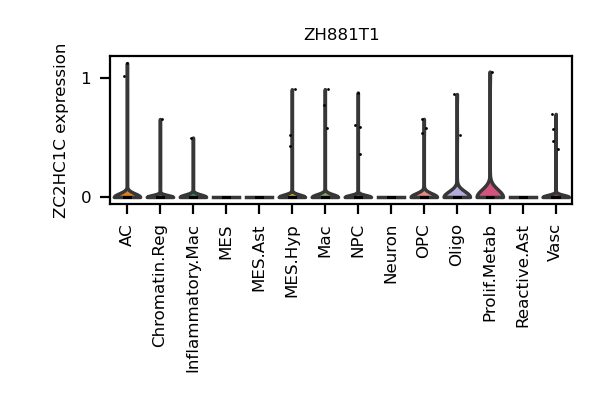 ZH881T1
ZC2HC1C expression
1
0
AC
Chromatin.Reg
Inflammatory.Mac
MES
MES.Ast
MES.Hyp
Mac
NPC
Neuron
OPC
Oligo
Prolif.Metab
Reactive.Ast
Vasc